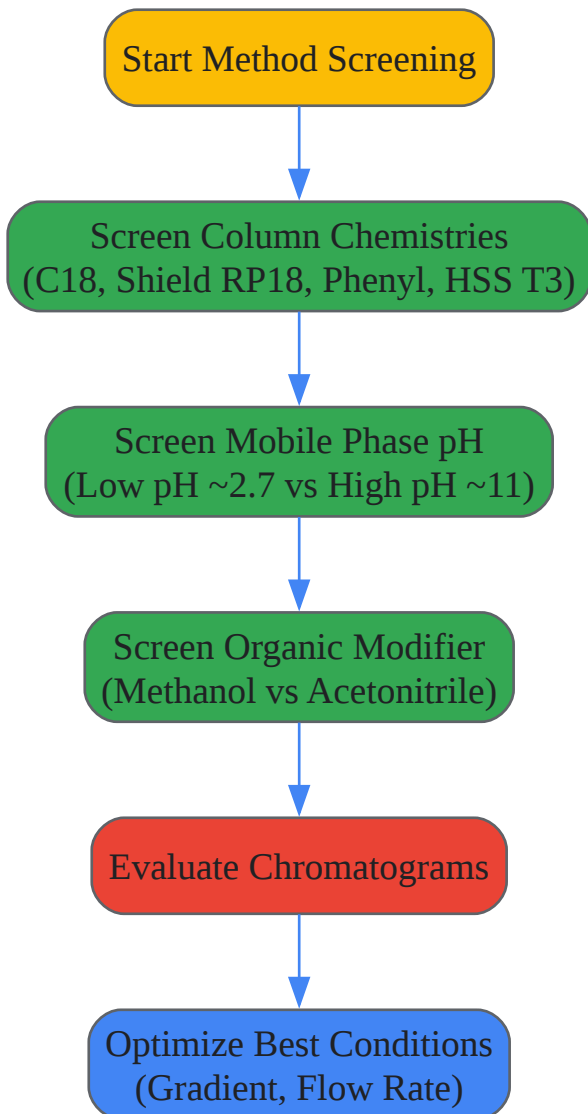 Start Method Screening
Screen Column Chemistries
(C18, Shield RP18, Phenyl, HSS T3)
Screen Mobile Phase pH
(Low pH ~2.7 vs High pH ~11)
Screen Organic Modifier
(Methanol vs Acetonitrile)
Evaluate Chromatograms
Optimize Best Conditions
(Gradient, Flow Rate)